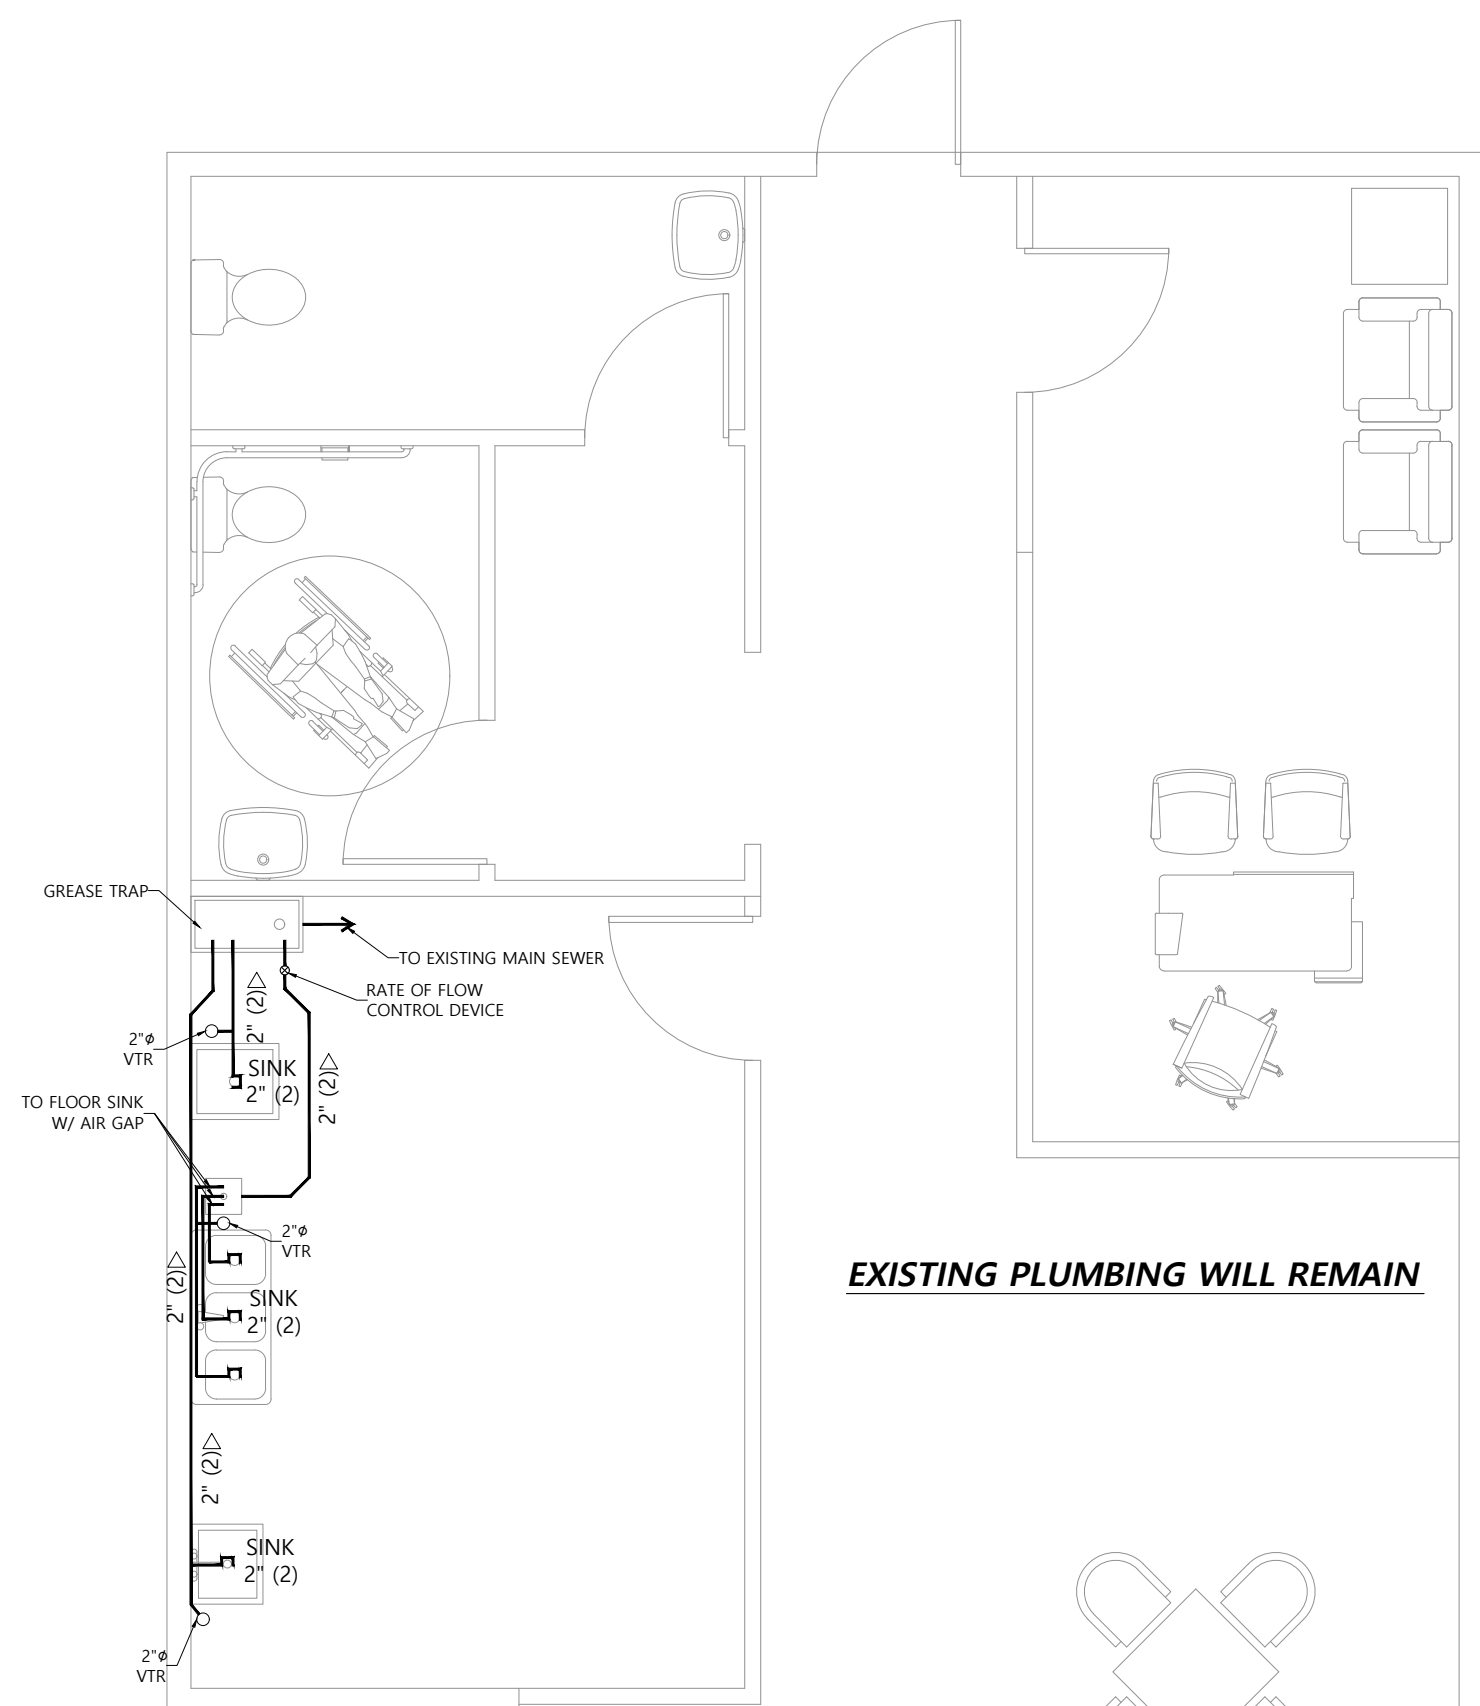 GREASE TRAP
TO EXISTING MAIN SEWER
RATE OF FLOW
CONTROL DEVICE
2" (2)
2"ø
VTR
SINK
2" (2)
2" (2)
TO FLOOR SINK
W/ AIR GAP
2"ø
VTR
2" (2)
SINK
2" (2)
EXISTING PLUMBING WILL REMAIN
2" (2)
SINK
2" (2)
2"ø
VTR